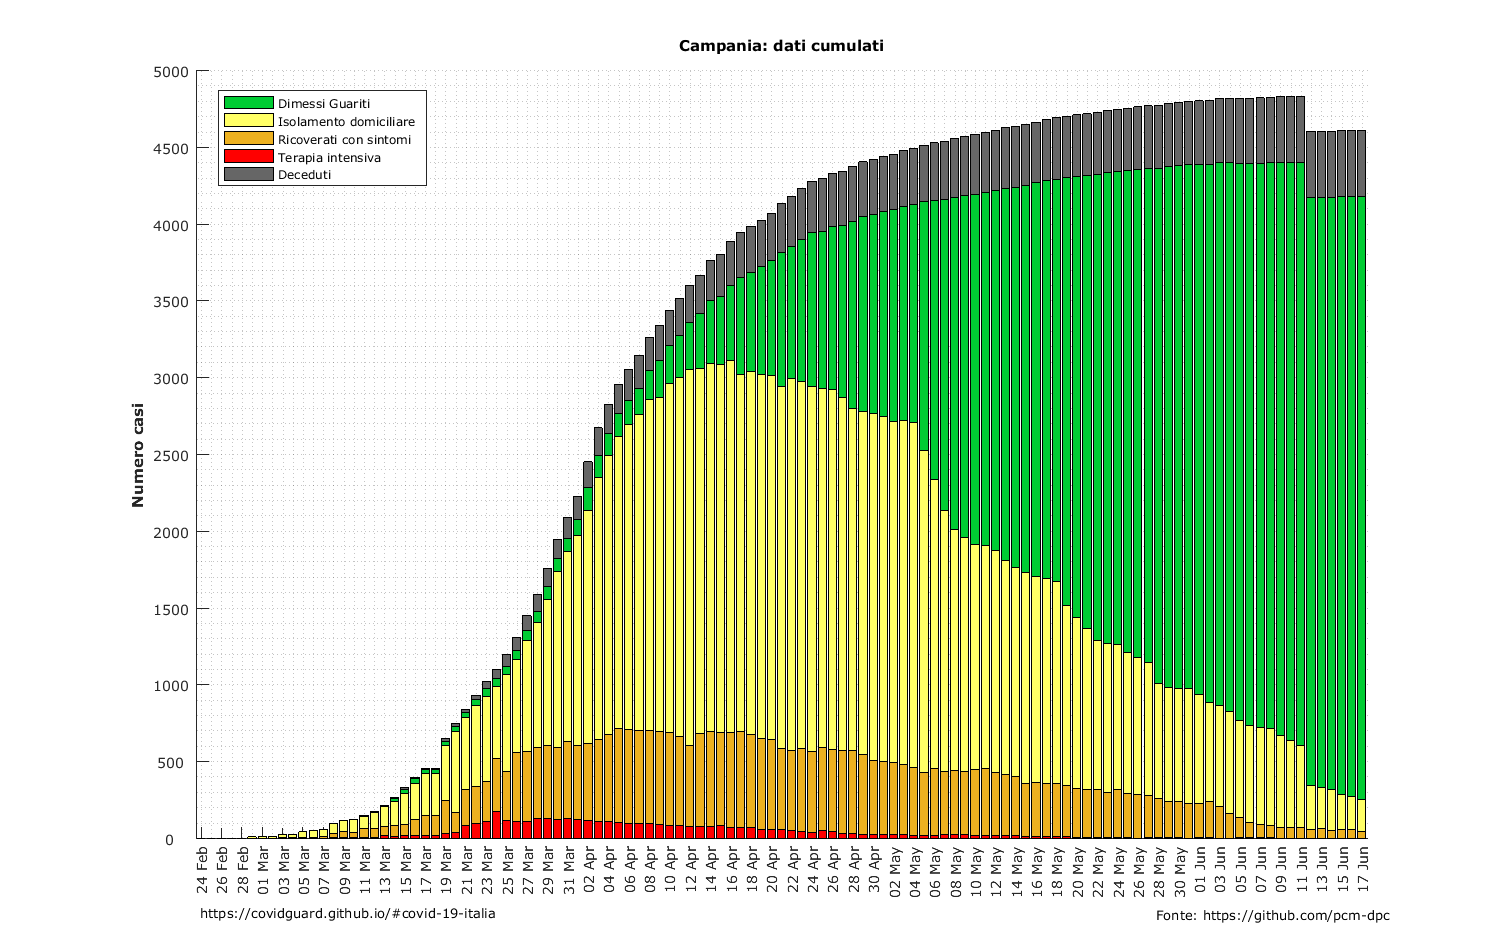 Campania: dati cumulati
5000
4500
4000
3500
3000
2500
2000
1500
1000
500
0
Numero casi
Dimessi Guariti
Isolamento domiciliare
Ricoverati con sintomi
Terapia intensiva
Deceduti
24 Feb
26 Feb
28 Feb
01 Mar
03 Mar
05 Mar
07 Mar
09 Mar
11 Mar
13 Mar
15 Mar
17 Mar
19 Mar
21 Mar
23 Mar
25 Mar
27 Mar
29 Mar
31 Mar
02 Apr
04 Apr
06 Apr
08 Apr
10 Apr
12 Apr
14 Apr
16 Apr
18 Apr
20 Apr
22 Apr
24 Apr
26 Apr
28 Apr
30 Apr
02 May
04 May
06 May
08 May
10 May
12 May
14 May
16 May
18 May
20 May
22 May
24 May
26 May
28 May
30 May
01 Jun
03 Jun
05 Jun
07 Jun
09 Jun
11 Jun
13 Jun
15 Jun
17 Jun
https://covidguard.github.io/#covid-19-italia
Fonte: https://github.com/pcm-dpc